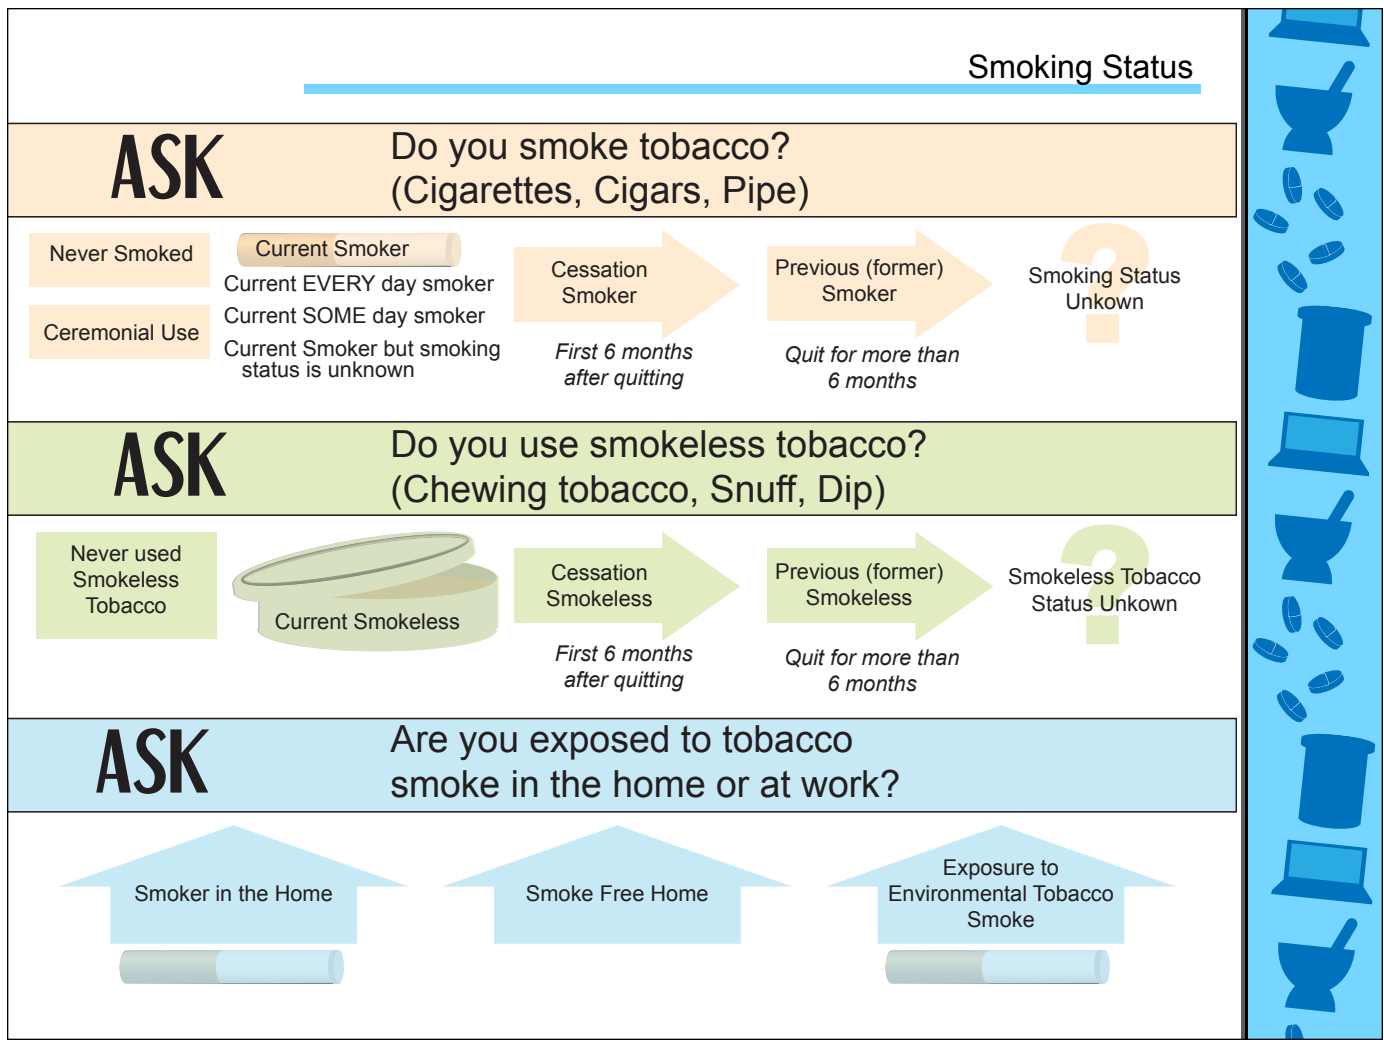 Smoking Status
ASK
Do you smoke tobacco?
(Cigarettes, Cigars, Pipe)
Never Smoked
Ceremonial Use
Current Smoker
Current EVERY day smoker
Current SOME day smoker
Current Smoker but smoking
status is unknown
Cessation
Smoker
First 6 months
after quitting
Previous (former)
Smoker
Quit for more than
6 months
?
Smoking Status
Unkown
ASK
Do you use smokeless tobacco?
(Chewing tobacco, Snuff, Dip)
Never used
Smokeless
Tobacco
Current Smokeless
Cessation
Smokeless
First 6 months
after quitting
Previous (former)
Smokeless
Quit for more than
6 months
?
Smokeless Tobacco
Status Unkown
ASK
Are you exposed to tobacco
smoke in the home or at work?
Smoker in the Home
Smoke Free Home
Exposure to
Environmental Tobacco
Smoke